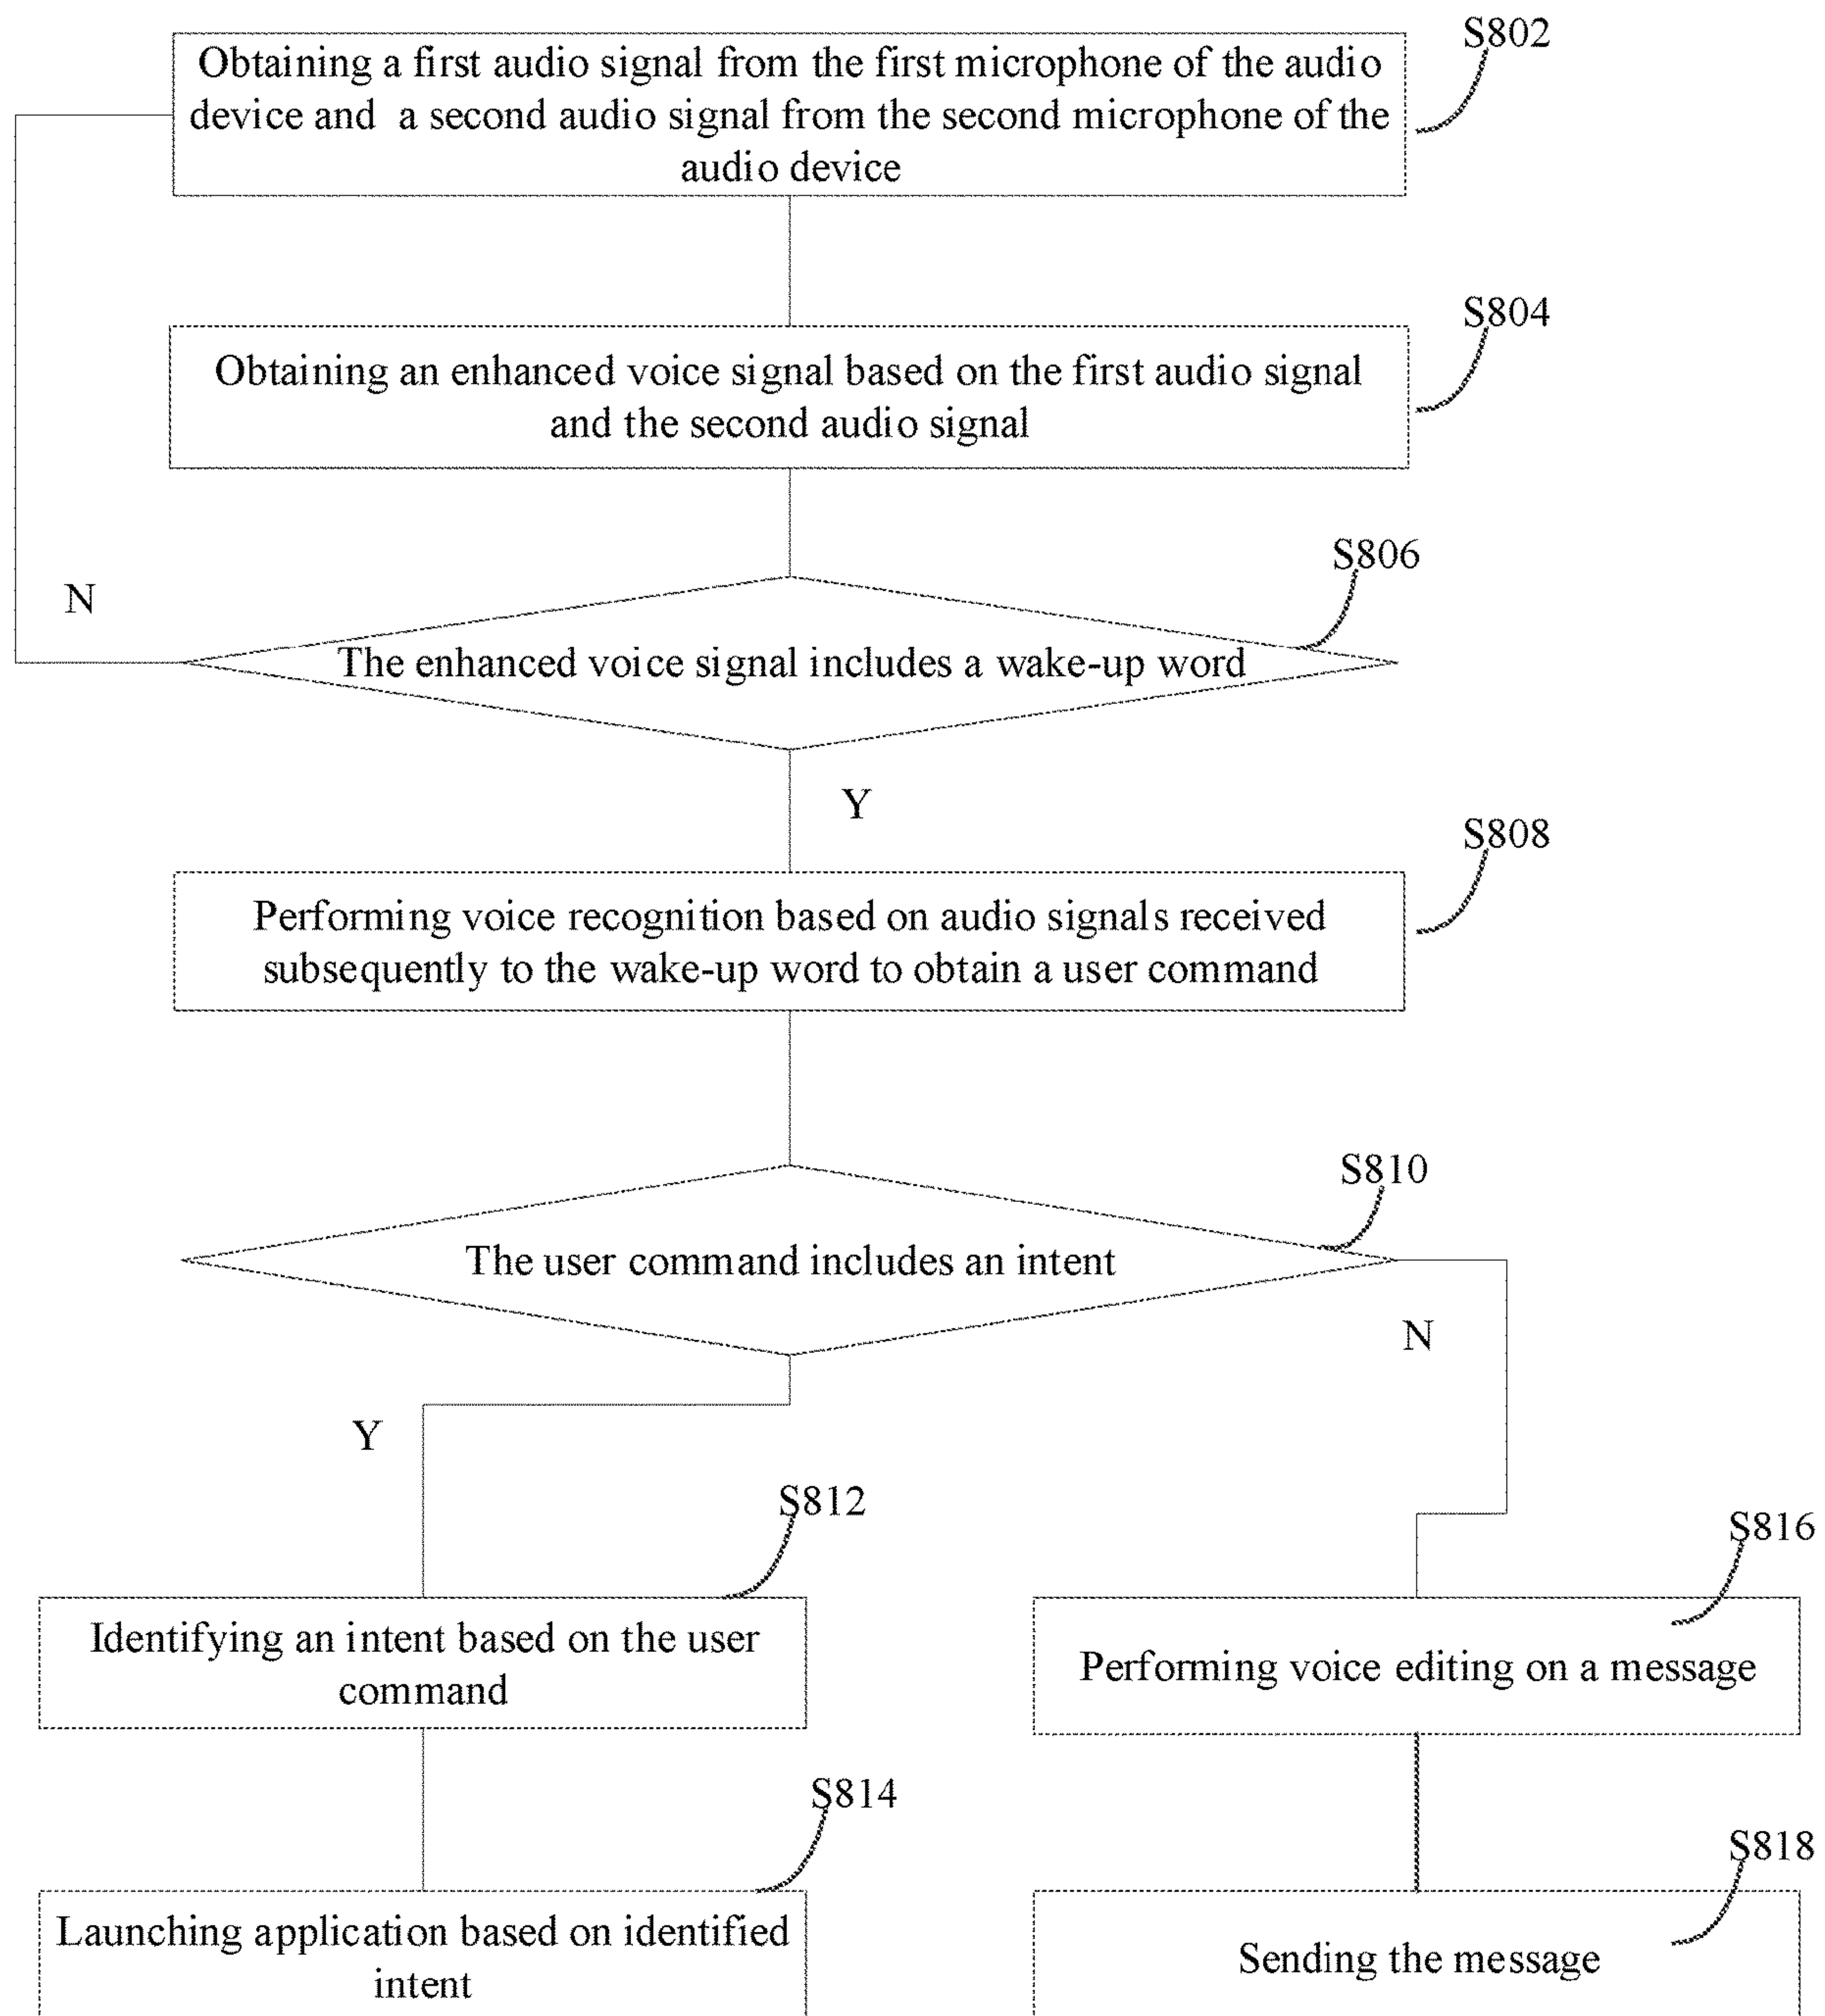 S802
Obtaining a first audio signal from the first microphone of the audio
device and a second audio signal from the second microphone of the
audio device
S804
Obtaining an enhanced voice signal based on the first audio signal
and the second audio signal
S806
N
The enhanced voice signal includes a wake-up word
Y
S808
Performing voice recognition based on audio signals received
subsequently to the wake-up word to obtain a user command
S810
The user command includes an intent
N
Y
S812
S816
Identifying an intent based on the user
command
Performing voice editing on a message
S814
S818
Launching application based on identified
intent
Sending the message